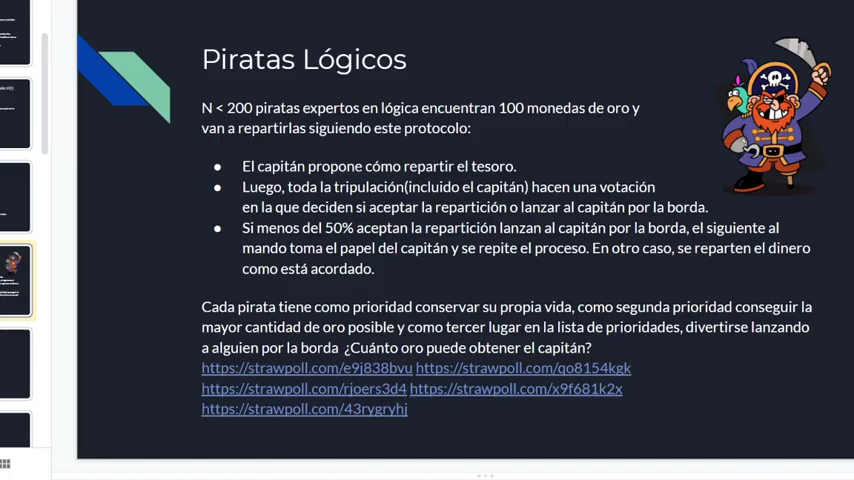 Piratas Lógicos
N < 200 piratas expertos en lógica encuentran 100 monedas de oro y
van a repartirlas siguiendo este protocolo:
● El capitán propone cómo repartir el tesoro.
● Luego, toda la tripulación(incluido el capitán) hacen una votación
en la que deciden si aceptar la repartición o lanzar al capitán por la borda.
● Si menos del 50% aceptan la repartición lanzan al capitán por la borda, el siguiente al
mando toma el papel del capitán y se repite el proceso. En otro caso, se reparten el dinero
como está acordado.
Cada pirata tiene como prioridad conservar su propia vida, como segunda prioridad conseguir la
mayor cantidad de oro posible y como tercer lugar en la lista de prioridades, divertirse lanzando
a alguien por la borda ¿Cuánto oro puede obtener el capitán?
https://strawpoll.com/e9j838bvu https://strawpoll.com/qo8154kgk
https://strawpoll.com/rjoers3d4 https://strawpoll.com/x9f681k2x
https://strawpoll.com/43rygryhj